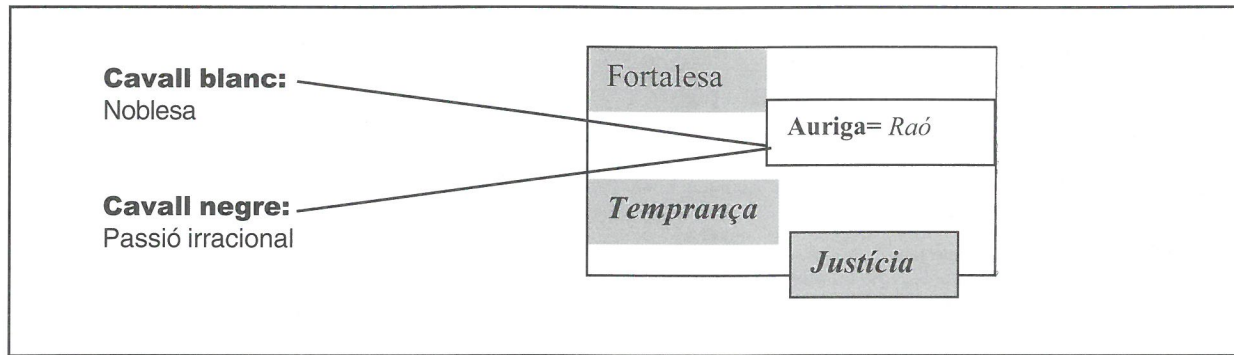 Cavall blanc:
Noblesa
Fortalesa
Auriga= Raó
Cavall negre:
Passió irracional
Temprança
Justícia